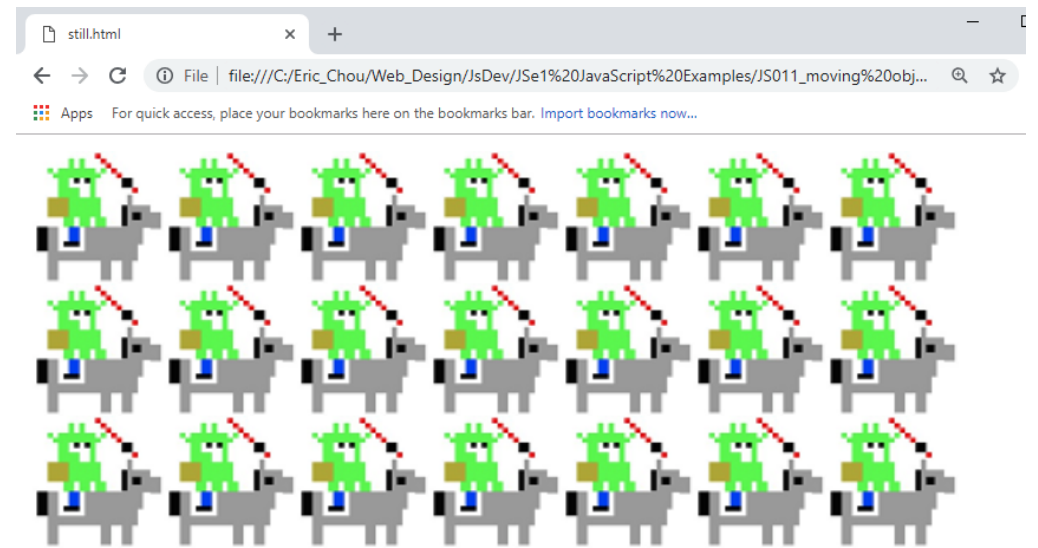 still.html
File file:///C:/Eric_Chou/Web_Design/JsDev/JSe1%20JavaScript%20Examples/JS011_moving%20obj...
Apps For quick access, place your bookmarks here on the bookmarks bar. Import bookmarks now...